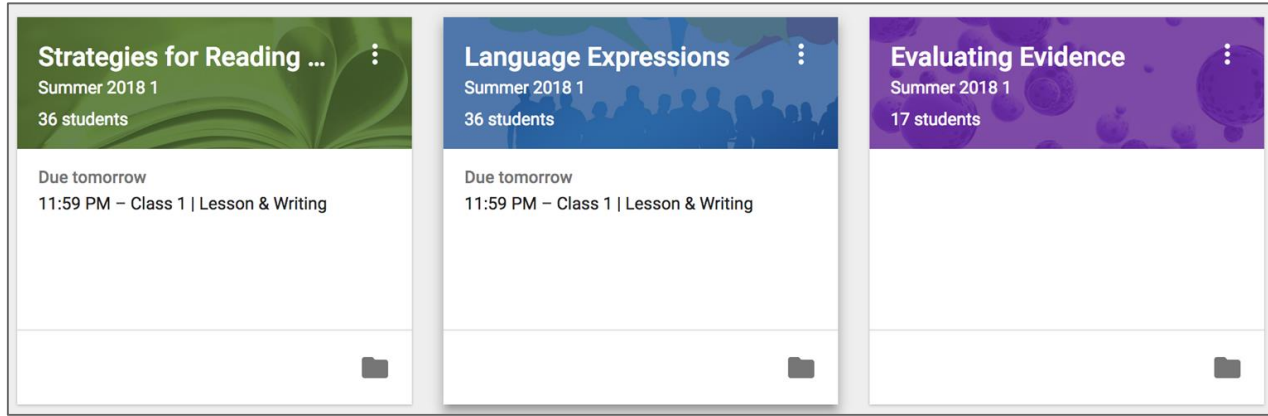 Strategies for Reading ...
Summer 2018 1
36 students
Due tomorrow
11:59 PM – Class 1 | Lesson & Writing
Language Expressions
Summer 2018 1
36 students
Due tomorrow
11:59 PM – Class 1 | Lesson & Writing
Evaluating Evidence
Summer 2018 1
17 students